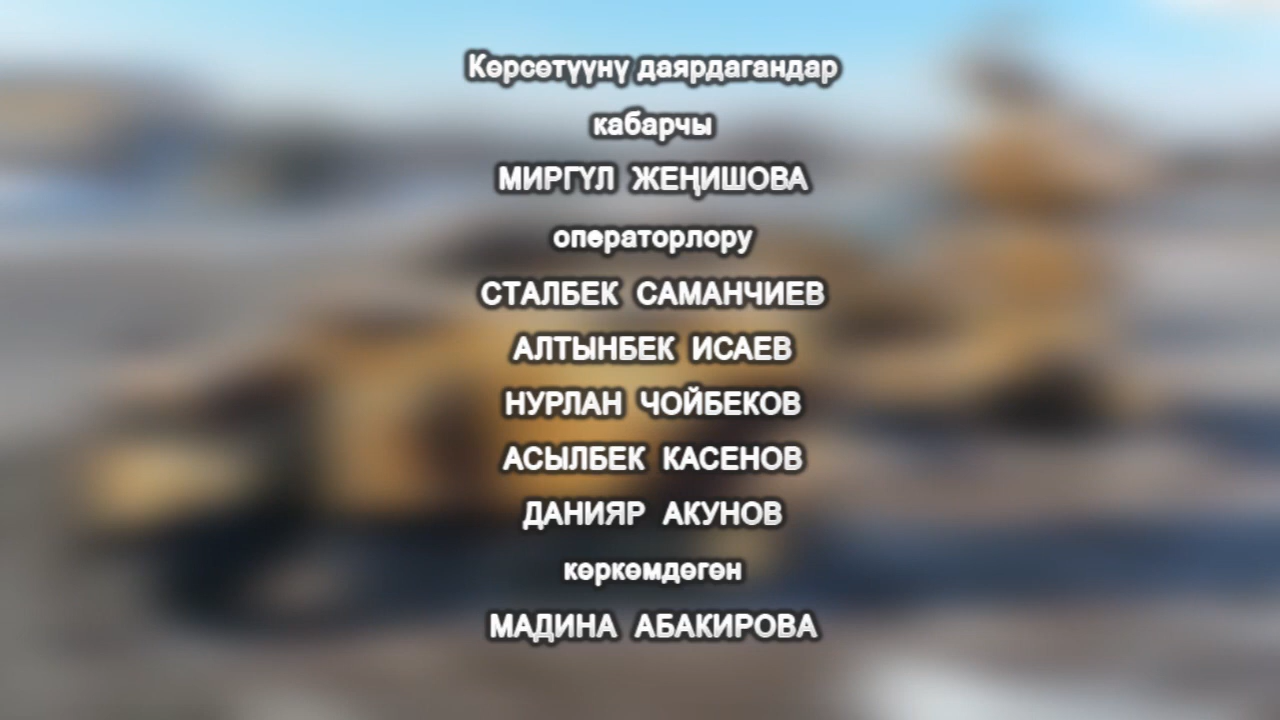 Көрсөтүүнү даярдагандар
кабарчы
МИРГҮЛ ЖЕҢИШОВА
операторлору
СТАЛБЕК САМАНЧИЕВ
АЛТЫНБЕК ИСАЕВ
НУРЛАН ЧОЙБЕКОВ
АСЫЛБЕК КАСЕНОВ
ДАНИЯР АКУНОВ
көркөмдөгөн
МАДИНА АБАКИРОВА